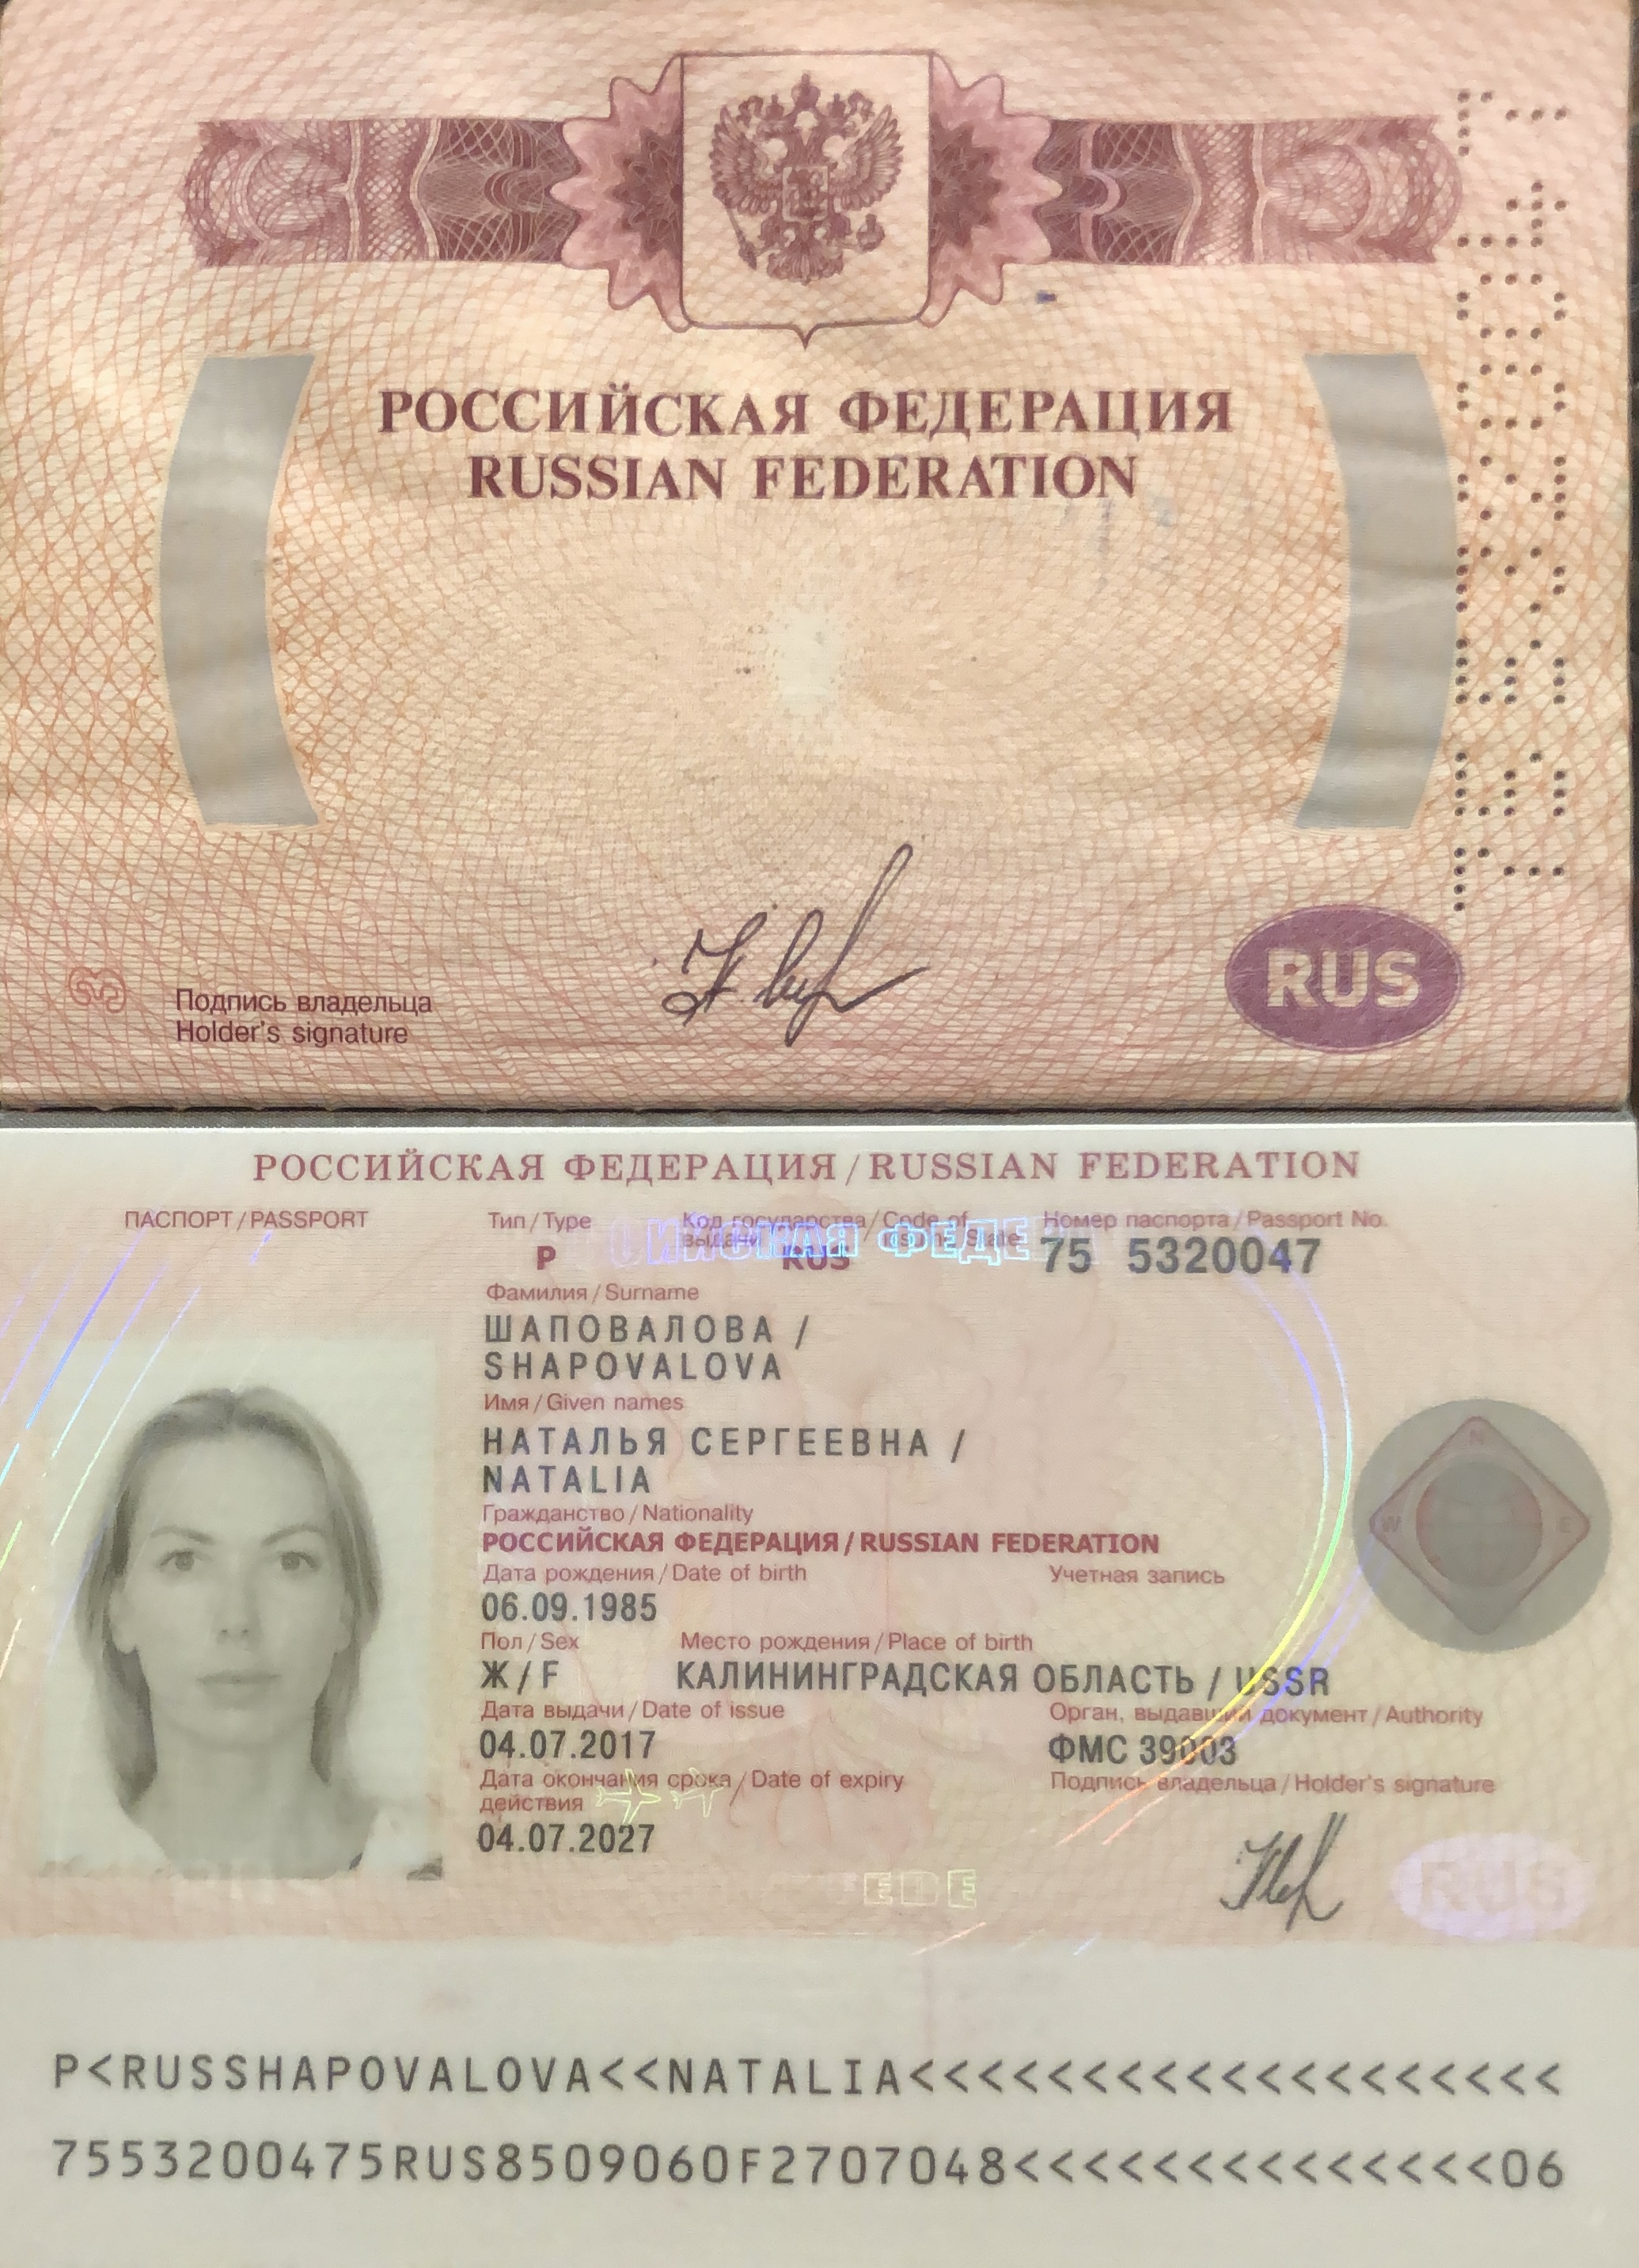 РОССИЙСКАЯ ФЕДЕРАЦИЯ
RUSSIAN FEDERATION
Подпись владельца
Holder's signature
RUS
РОССИЙСКАЯ ФЕДЕРАЦИЯ / RUSSIAN FEDERATION
ПАСПОРТ / PASSPORT
Тип / Type
Код государства / Code of
выдачи / issuing State
Номер паспорта / Passport No.
P
RUS
75 5320047
Фамилия / Surname
ШАПОВАЛОВА /
SHAPOVALOVA
Имя / Given names
НАТАЛЬЯ СЕРГЕЕВНА /
NATALIA
Гражданство / Nationality
РОССИЙСКАЯ ФЕДЕРАЦИЯ / RUSSIAN FEDERATION
Дата рождения / Date of birth
Учетная запись
06.09.1985
Пол / Sex
Место рождения / Place of birth
Ж / F
КАЛИНИНГРАДСКАЯ ОБЛАСТЬ / USSR
Дата выдачи / Date of issue
Орган, выдавший документ / Authority
04.07.2017
ФМС 39003
Дата окончания срока / Date of expiry
действия
Подпись владельца / Holder's signature
04.07.2027
RUS
P<RUSSHAPOVALOVA<<NATALIA<<<<<<<<<<<<<<<<<<<
7553200475RUS8509060F2707048<<<<<<<<<<<<<<06